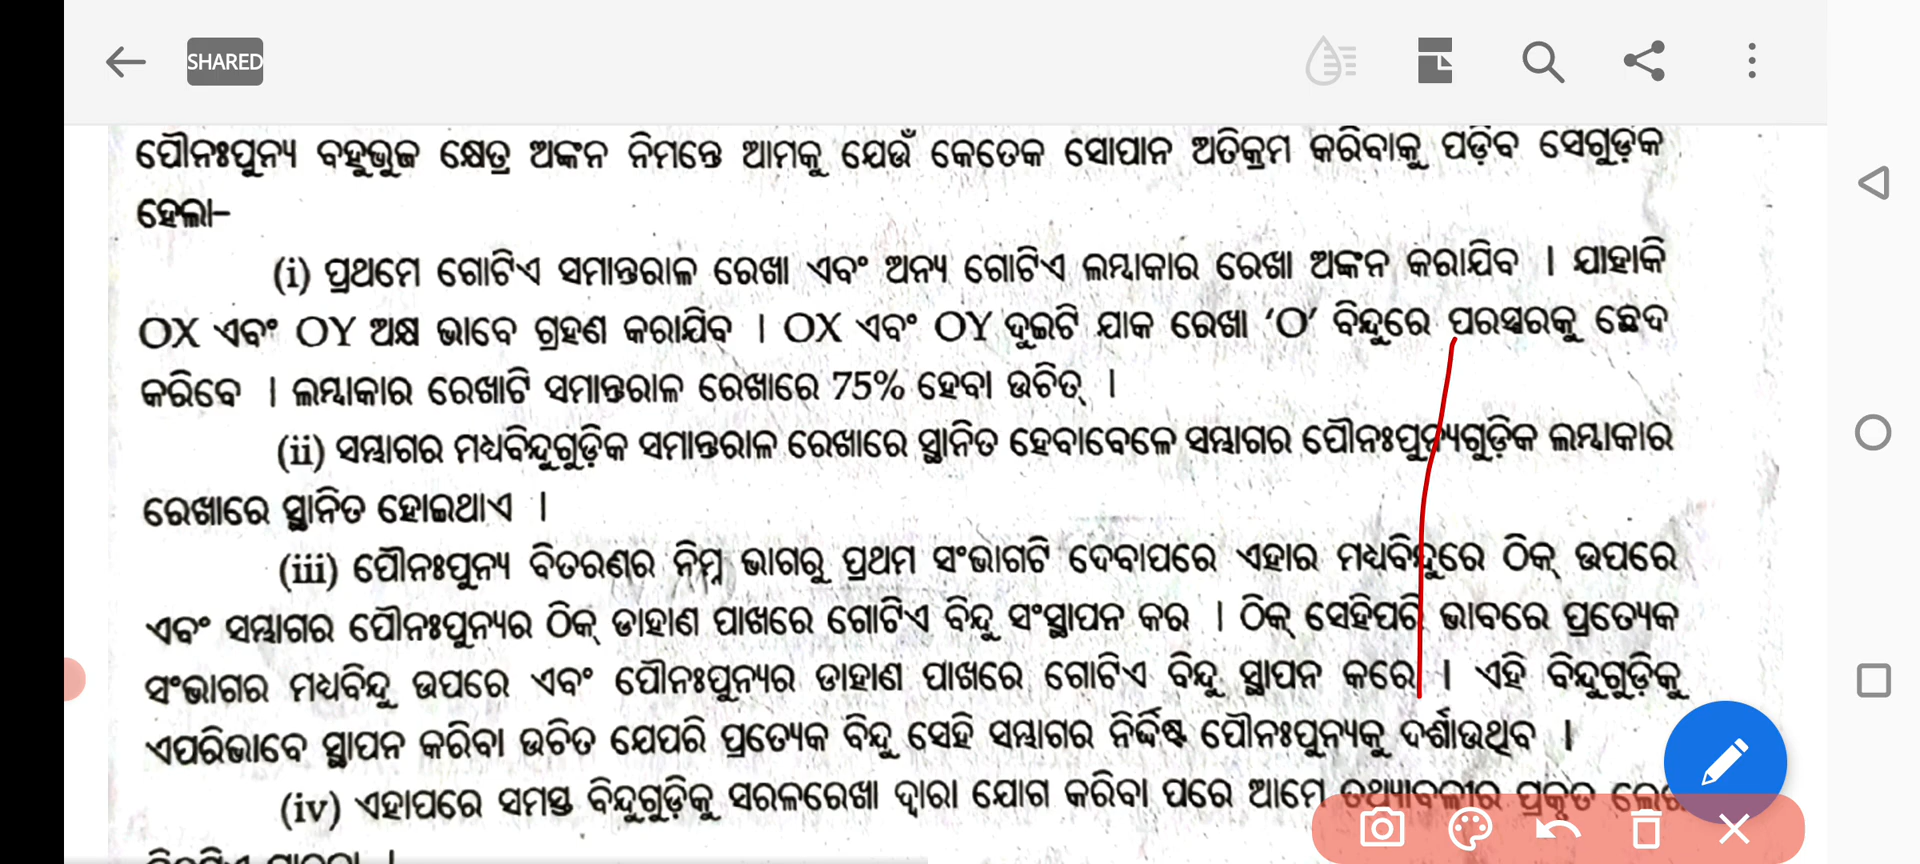 SHARED
ପୌନଃପୁନ୍ୟ ବହୁଭୁଜ କ୍ଷେତ୍ର ଅଙ୍କନ ନିମନ୍ତେ ଆମକୁ ଯେଉଁ କେତେକ ସୋପାନ ଅତିକ୍ରମ କରିବାକୁ ପଡ଼ିବ ସେଗୁଡ଼ିକ
ହେଲା-
(i) ପ୍ରଥମେ ଗୋଟିଏ ସମାନ୍ତରାଳ ରେଖା ଏବଂ ଅନ୍ୟ ଗୋଟିଏ ଲମ୍ବାକାର ରେଖା ଅଙ୍କନ କରାଯିବ । ଯାହାକି
OX ଏବଂ OY ଅକ୍ଷ ଭାବେ ଗ୍ରହଣ କରାଯିବ । OX ଏବଂ OY ଦୁଇଟି ଯାକ ରେଖା ‘O’ ବିନ୍ଦୁରେ ପରସ୍ପରକୁ ଛେଦ
କରିବେ । ଲମ୍ବାକାର ରେଖାଟି ସମାନ୍ତରାଳ ରେଖାରେ 75% ହେବା ଉଚିତ୍ ।
(ii) ସମ୍ଭାଗର ମଧ୍ୟବିନ୍ଦୁଗୁଡ଼ିକ ସମାନ୍ତରାଳ ରେଖାରେ ସ୍ଥାନିତ ହେବାବେଳେ ସମ୍ଭାଗର ପୌନଃପୁନ୍ୟଗୁଡ଼ିକ ଲମ୍ବାକାର
ରେଖାରେ ସ୍ଥାନିତ ହୋଇଥାଏ ।
(iii) ପୌନଃପୁନ୍ୟ ବିତରଣର ନିମ୍ନ ଭାଗରୁ ପ୍ରଥମ ସଂଭାଗଟି ଦେବାପରେ ଏହାର ମଧ୍ୟବିନ୍ଦୁରେ ଠିକ୍ ଉପରେ
ଏବଂ ସମ୍ଭାଗର ପୌନଃପୁନ୍ୟର ଠିକ୍ ଡାହାଣ ପାଖରେ ଗୋଟିଏ ବିନ୍ଦୁ ସଂସ୍ଥାପନ କର । ଠିକ୍ ସେହିପରି ଭାବରେ ପ୍ରତ୍ୟେକ
ସଂଭାଗର ମଧ୍ୟବିନ୍ଦୁ ଉପରେ ଏବଂ ପୌନଃପୁନ୍ୟର ଡାହାଣ ପାଖରେ ଗୋଟିଏ ବିନ୍ଦୁ ସ୍ଥାପନ କରେ । ଏହି ବିନ୍ଦୁଗୁଡ଼ିକୁ
ଏପରିଭାବେ ସ୍ଥାପନ କରିବା ଉଚିତ ଯେପରି ପ୍ରତ୍ୟେକ ବିନ୍ଦୁ ସେହି ସମ୍ଭାଗର ନିର୍ଦ୍ଦିଷ୍ଟ ପୌନଃପୁନ୍ୟକୁ ଦର୍ଶାଉଥିବ ।
(iv) ଏହାପରେ ସମସ୍ତ ବିନ୍ଦୁଗୁଡ଼ିକୁ ସରଳରେଖା ଦ୍ୱାରା ଯୋଗ କରିବା ପରେ ଆମେ ତଥ୍ୟାବଳୀର ପ୍ରକୃତ